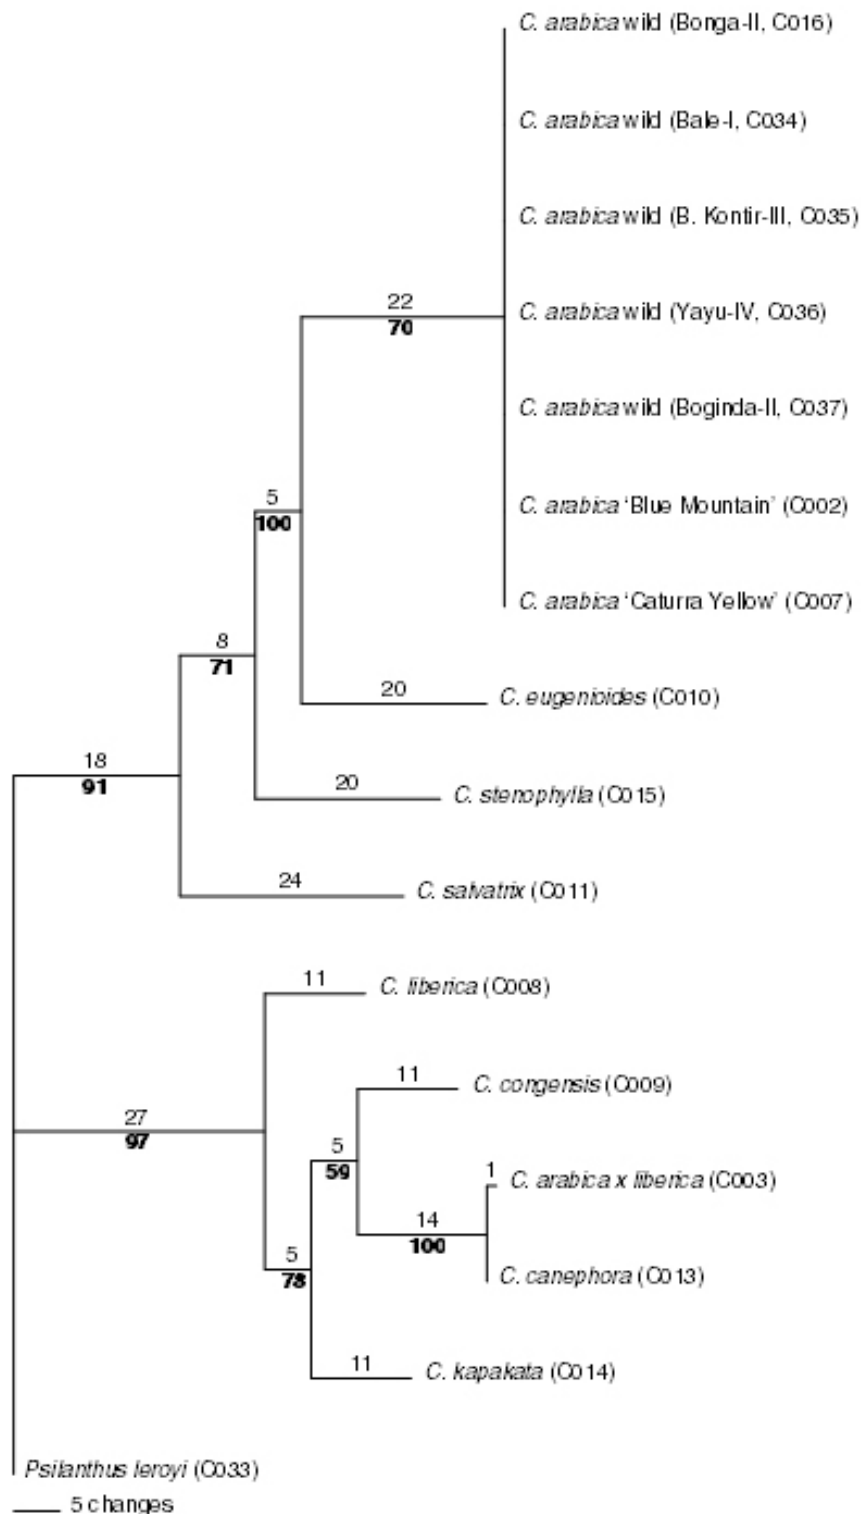 C. arabica wild (Bonga-II, C016)
C. arabica wild (Bale-I, C034)
C. arabica wild (B. Kontir-III, C035)
22
C. arabica wild (Yayu-IV, C036)
70
C. arabica wild (Boginda-II, C037)
5
C. arabica ‘Blue Mountain’ (C002)
100
C. arabica ‘Caturra Yellow’ (C007)
8
71
20
C. eugenioides (C010)
18
91
20
C. stenophylla (C015)
24
C. salvatrix (C011)
11
C. liberica (C008)
11
C. congensis (C009)
27
97
5
59
1
C. arabica x liberica (C003)
14
100
5
78
C. canephora (C013)
11
C. kapakata (C014)
Psilanthus leroyi (C033)
5 changes